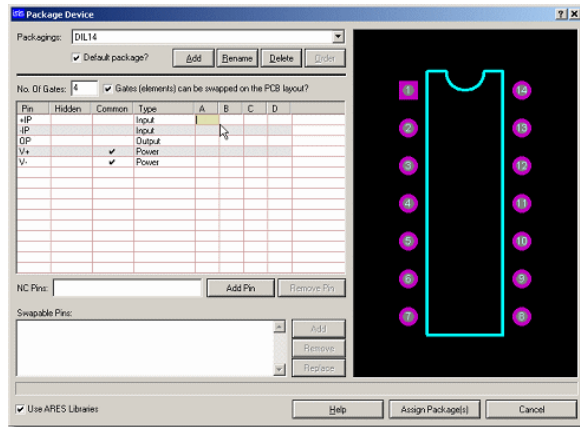 ISIS Package Device
Packagings: DIL14
Default package? Add Rename Delete Order
No. Of Gates: 4 Gates (elements) can be swapped on the PCB layout?
Pin Hidden Common Type A B C D
+IP Input
-IP Input
OP Output
V+ Power
V- Power
NC Pins: Add Pin Remove Pin
Swapable Pins:
Add
Remove
Replace
Use ARES Libraries
Help Assign Package(s) Cancel
1 14
2 13
3 12
4 11
5 10
6 9
7 8